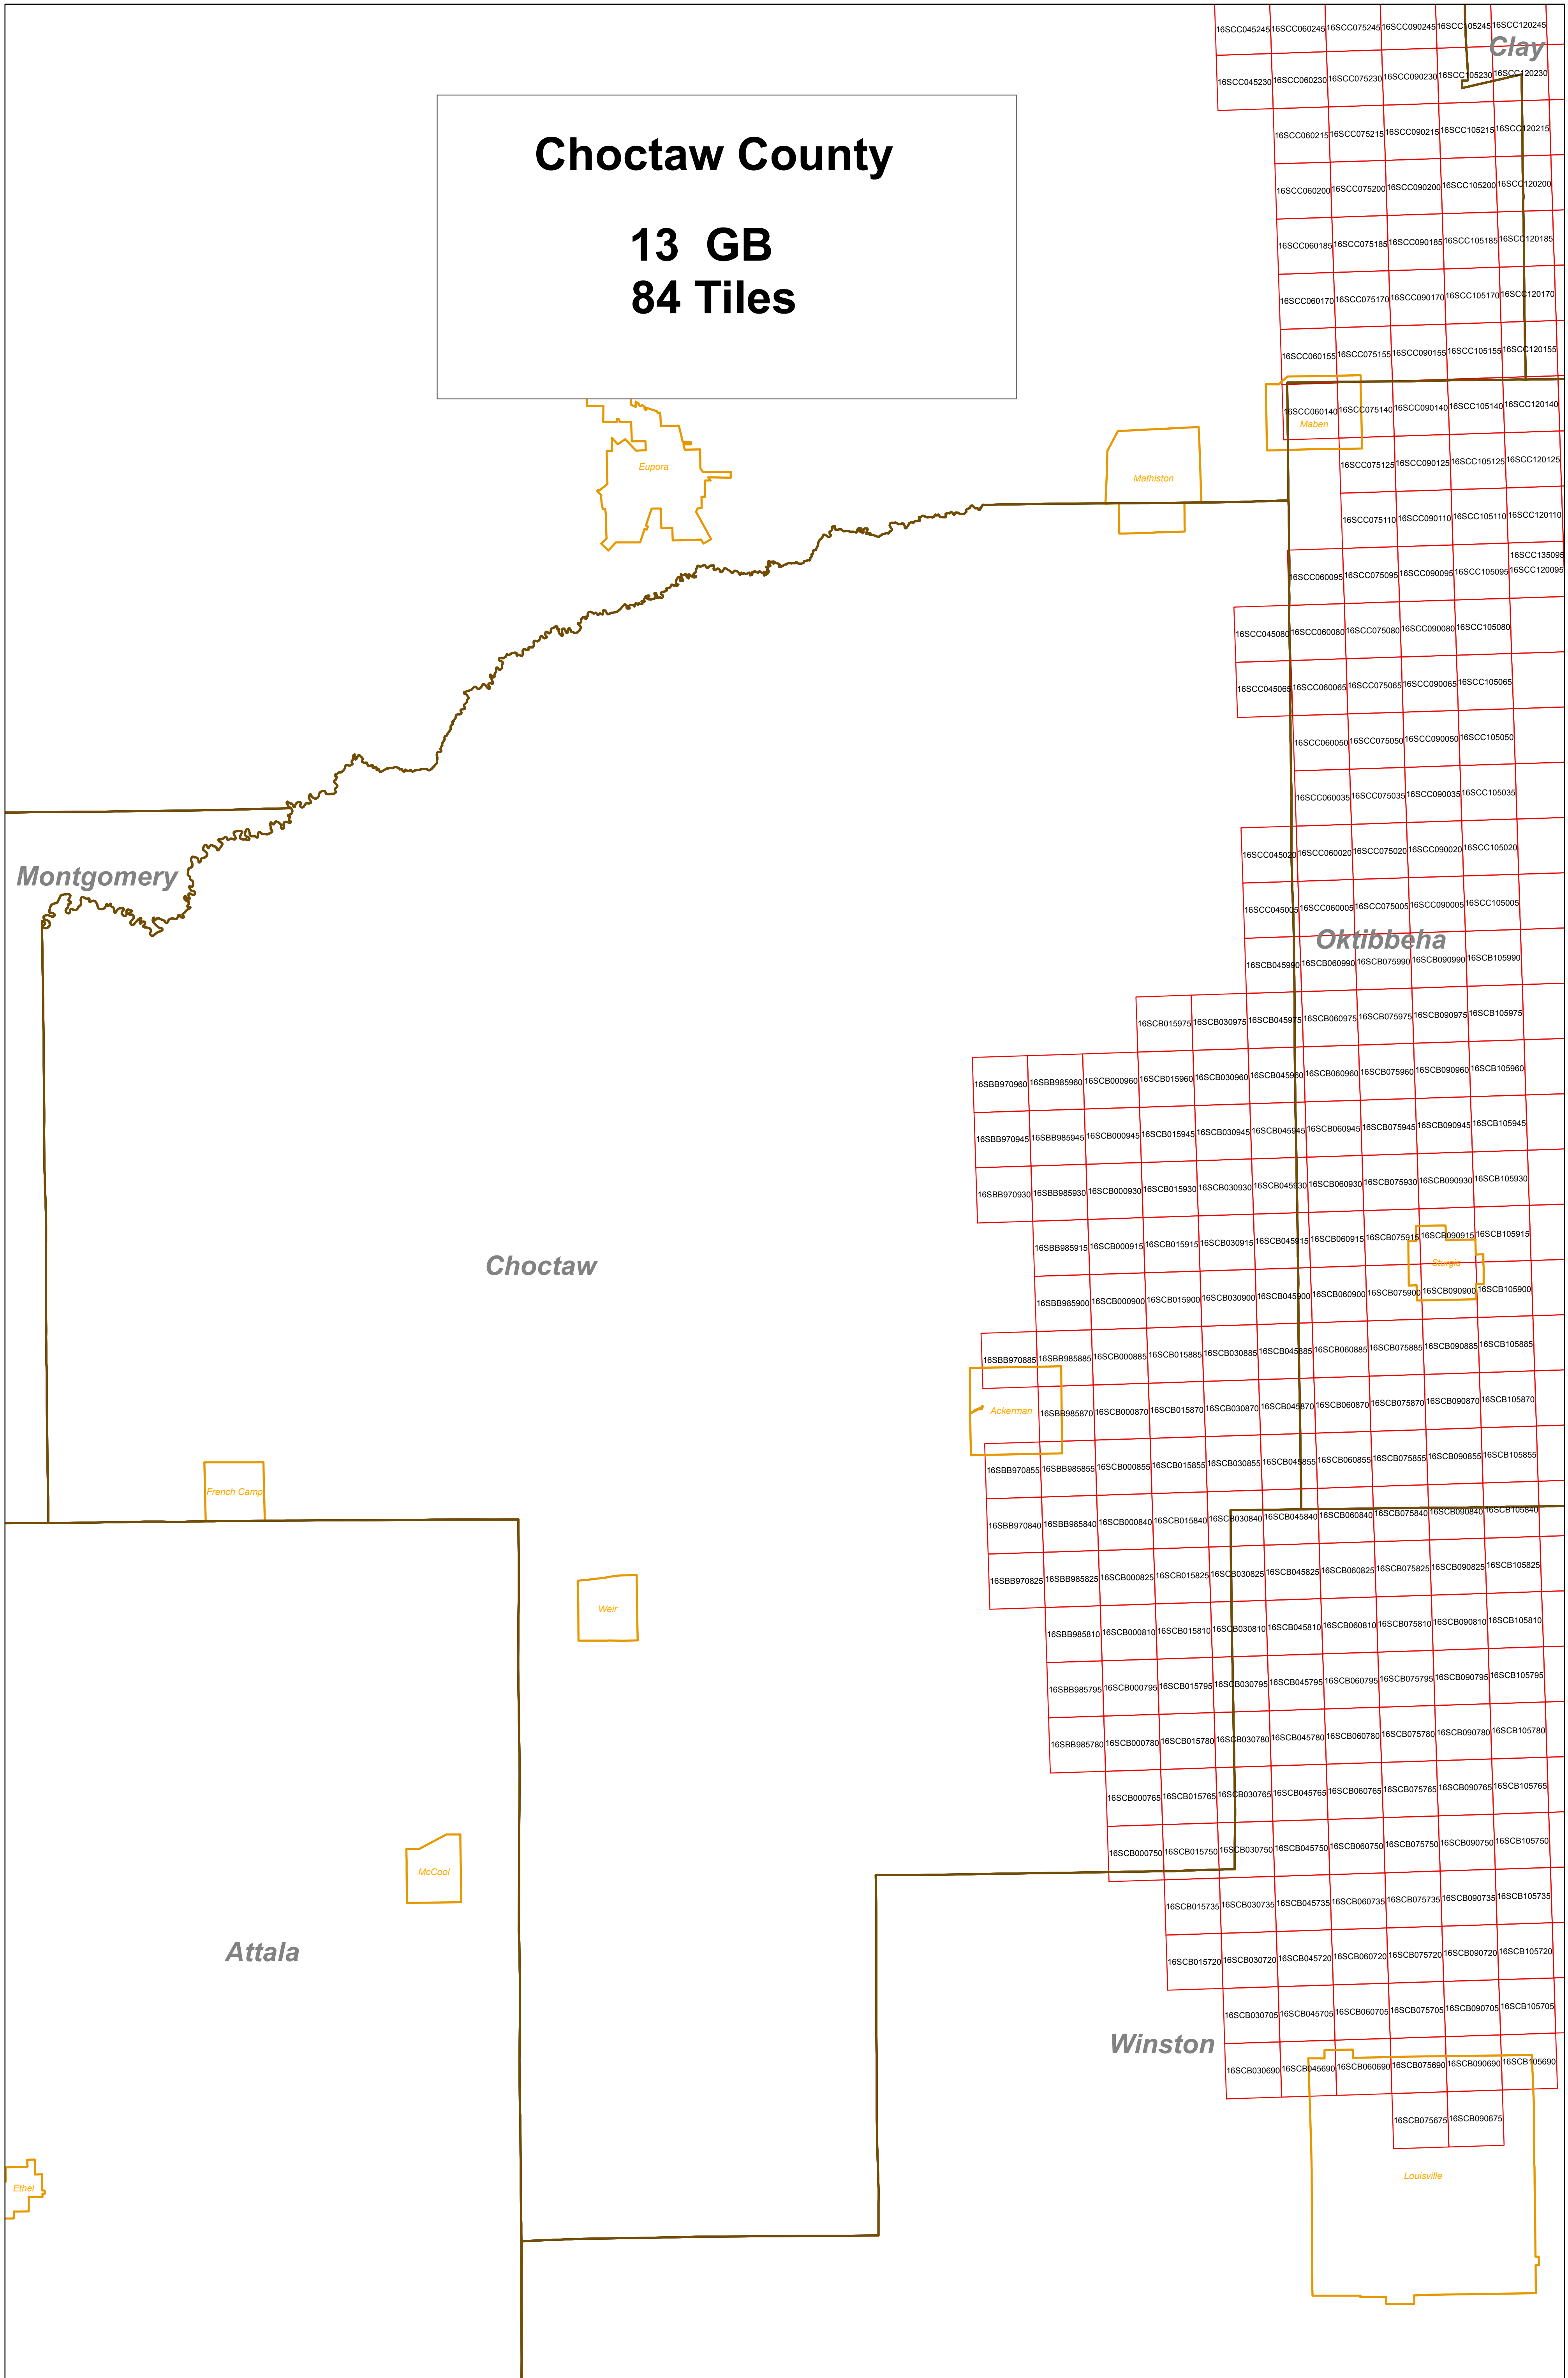 16SCC045245 16SCC060245 16SCC075245 16SCC090245 16SCC105245 16SCC120245
Clay
16SCC045230 16SCC060230 16SCC075230 16SCC090230 16SCC105230 16SCC120230
Choctaw County
13 GB
84 Tiles
16SCC060215 16SCC075215 16SCC090215 16SCC105215 16SCC120215
16SCC060200 16SCC075200 16SCC090200 16SCC105200 16SCC120200
16SCC060185 16SCC075185 16SCC090185 16SCC105185 16SCC120185
16SCC060170 16SCC075170 16SCC090170 16SCC105170 16SCC120170
16SCC060155 16SCC075155 16SCC090155 16SCC105155 16SCC120155
16SCC060140 16SCC075140 16SCC090140 16SCC105140 16SCC120140
Maben
Eupora
Mathiston
16SCC075125 16SCC090125 16SCC105125 16SCC120125
16SCC075110 16SCC090110 16SCC105110 16SCC120110
16SCC135095
16SCC060095 16SCC075095 16SCC090095 16SCC105095 16SCC120095
16SCC045080 16SCC060080 16SCC075080 16SCC090080 16SCC105080
16SCC045065 16SCC060065 16SCC075065 16SCC090065 16SCC105065
16SCC060050 16SCC075050 16SCC090050 16SCC105050
16SCC060035 16SCC075035 16SCC090035 16SCC105035
16SCC045020 16SCC060020 16SCC075020 16SCC090020 16SCC105020
Montgomery
16SCC045005 16SCC060005 16SCC075005 16SCC090005 16SCC105005
Oktibbeha
16SCB045990 16SCB060990 16SCB075990 16SCB090990 16SCB105990
16SCB015975 16SCB030975 16SCB045975 16SCB060975 16SCB075975 16SCB090975 16SCB105975
16SBB970960 16SBB985960 16SCB000960 16SCB015960 16SCB030960 16SCB045960 16SCB060960 16SCB075960 16SCB090960 16SCB105960
16SBB970945 16SBB985945 16SCB000945 16SCB015945 16SCB030945 16SCB045945 16SCB060945 16SCB075945 16SCB090945 16SCB105945
16SBB970930 16SBB985930 16SCB000930 16SCB015930 16SCB030930 16SCB045930 16SCB060930 16SCB075930 16SCB090930 16SCB105930
16SBB985915 16SCB000915 16SCB015915 16SCB030915 16SCB045915 16SCB060915 16SCB075915 16SCB090915 16SCB105915
Choctaw
Sturgis
16SBB985900 16SCB000900 16SCB015900 16SCB030900 16SCB045900 16SCB060900 16SCB075900 16SCB090900 16SCB105900
16SBB970885 16SBB985885 16SCB000885 16SCB015885 16SCB030885 16SCB045885 16SCB060885 16SCB075885 16SCB090885 16SCB105885
Ackerman
16SBB985870 16SCB000870 16SCB015870 16SCB030870 16SCB045870 16SCB060870 16SCB075870 16SCB090870 16SCB105870
16SBB970855 16SBB985855 16SCB000855 16SCB015855 16SCB030855 16SCB045855 16SCB060855 16SCB075855 16SCB090855 16SCB105855
French Camp
16SBB970840 16SBB985840 16SCB000840 16SCB015840 16SCB030840 16SCB045840 16SCB060840 16SCB075840 16SCB090840 16SCB105840
16SBB970825 16SBB985825 16SCB000825 16SCB015825 16SCB030825 16SCB045825 16SCB060825 16SCB075825 16SCB090825 16SCB105825
Weir
16SBB985810 16SCB000810 16SCB015810 16SCB030810 16SCB045810 16SCB060810 16SCB075810 16SCB090810 16SCB105810
16SBB985795 16SCB000795 16SCB015795 16SCB030795 16SCB045795 16SCB060795 16SCB075795 16SCB090795 16SCB105795
16SBB985780 16SCB000780 16SCB015780 16SCB030780 16SCB045780 16SCB060780 16SCB075780 16SCB090780 16SCB105780
16SCB000765 16SCB015765 16SCB030765 16SCB045765 16SCB060765 16SCB075765 16SCB090765 16SCB105765
16SCB000750 16SCB015750 16SCB030750 16SCB045750 16SCB060750 16SCB075750 16SCB090750 16SCB105750
McCool
16SCB015735 16SCB030735 16SCB045735 16SCB060735 16SCB075735 16SCB090735 16SCB105735
Attala
16SCB015720 16SCB030720 16SCB045720 16SCB060720 16SCB075720 16SCB090720 16SCB105720
16SCB030705 16SCB045705 16SCB060705 16SCB075705 16SCB090705 16SCB105705
Winston
16SCB030690 16SCB045690 16SCB060690 16SCB075690 16SCB090690 16SCB105690
16SCB075675 16SCB090675
Louisville
Ethel